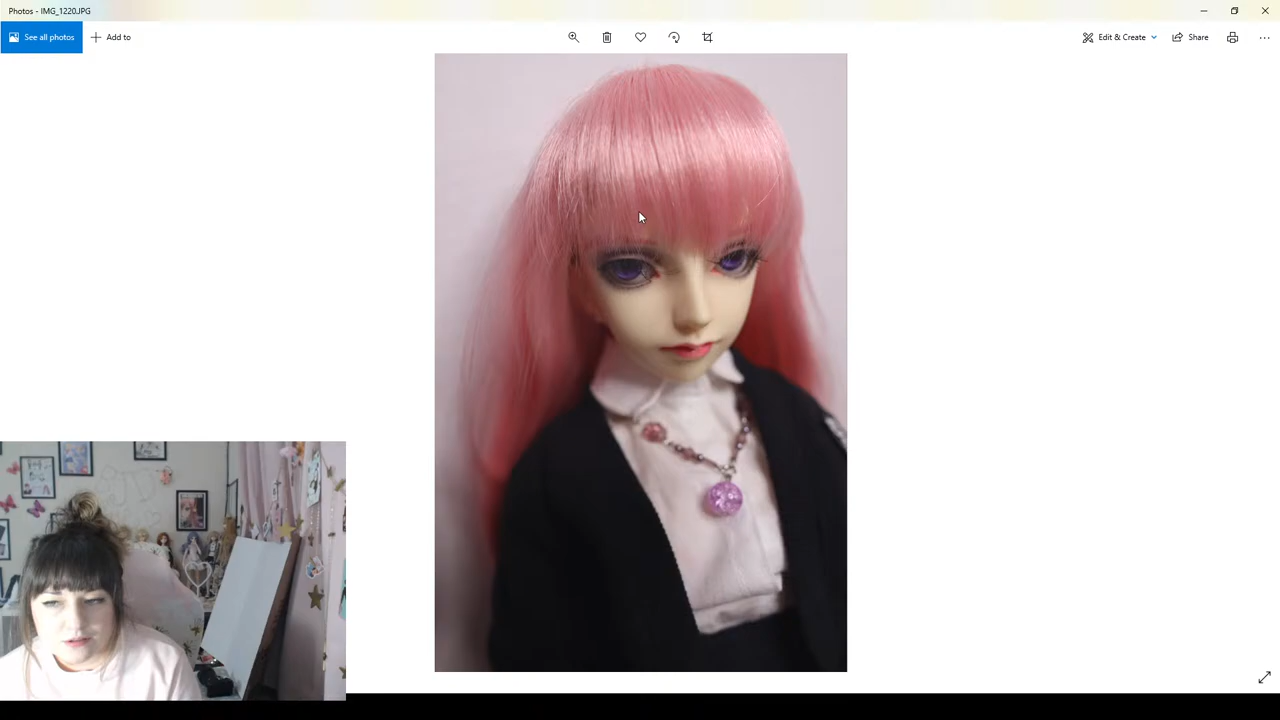 Photos - IMG_1220.JPG
See all photos
Add to
Edit & Create
Share